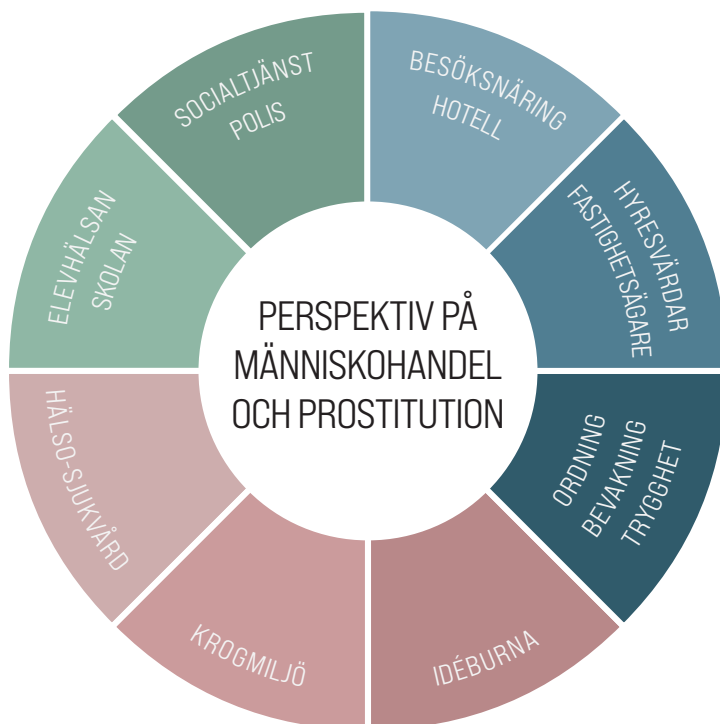 PERSPEKTIV PÅ
MÄNNISKOHANDEL
OCH PROSTITUTION
BESÖKSNÄRING
HOTELL
HYRESVÄRDAR
FASTIGHETSÄGARE
ORDNING
BEVAKNING
TRYGGHET
IDÉBURNA
KROGMILJÖ
HÄLSO-SJUKVÅRD
ELEVHÄLSAN
SKOLAN
SOCIALTJÄNST
POLIS